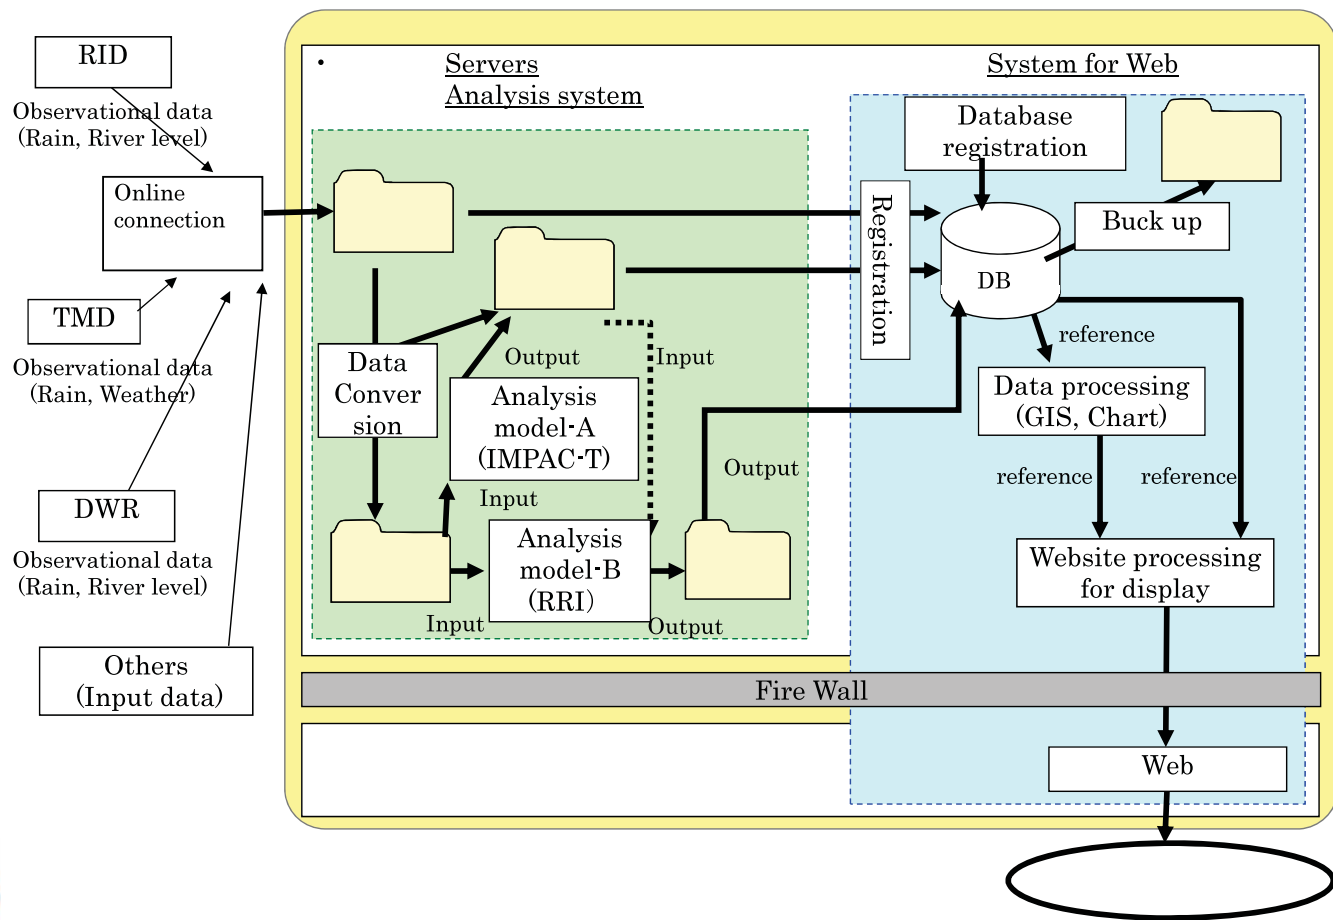 RID
Observational data
(Rain, River level)
Online
connection
TMD
Observational data
(Rain, Weather)
DWR
Observational data
(Rain, River level)
Others
(Input data)
·
Servers
Analysis system
Data
Conver
sion
Output
Input
Analysis
model-A
(IMPAC-T)
Input
Analysis
model-B
(RRI)
Input
Output
Output
Registration
System for Web
Database
registration
Buck up
DB
reference
Data processing
(GIS, Chart)
reference
reference
Website processing
for display
Fire Wall
Web